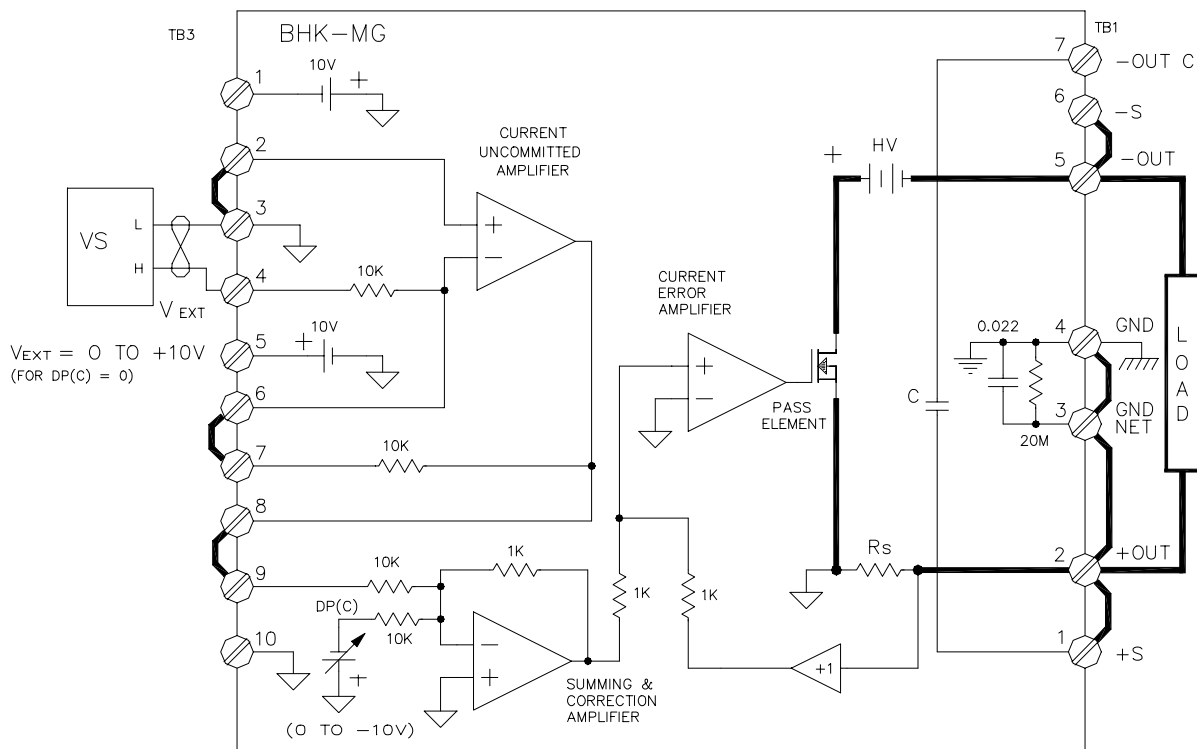 TB3
BHK-MG
TB1
1
10V
+
7
-OUT C
6
-S
2
CURRENT
UNCOMMITTED
AMPLIFIER
+
HV
5
-OUT
3
+
−
VS
L
H
4
10K
V EXT
CURRENT
ERROR
AMPLIFIER
5
+
10V
VEXT = 0 TO +10V
(FOR DP(C) = 0)
0.022
4
GND
+
−
6
C
PASS
ELEMENT
3
GND
NET
20M
LOAD
7
10K
8
Rs
2
+OUT
9
10K
1K
1K
1K
DP(C)
10K
10
−
+
+
+1
1
+S
SUMMING &
CORRECTION
AMPLIFIER
(0 TO -10V)